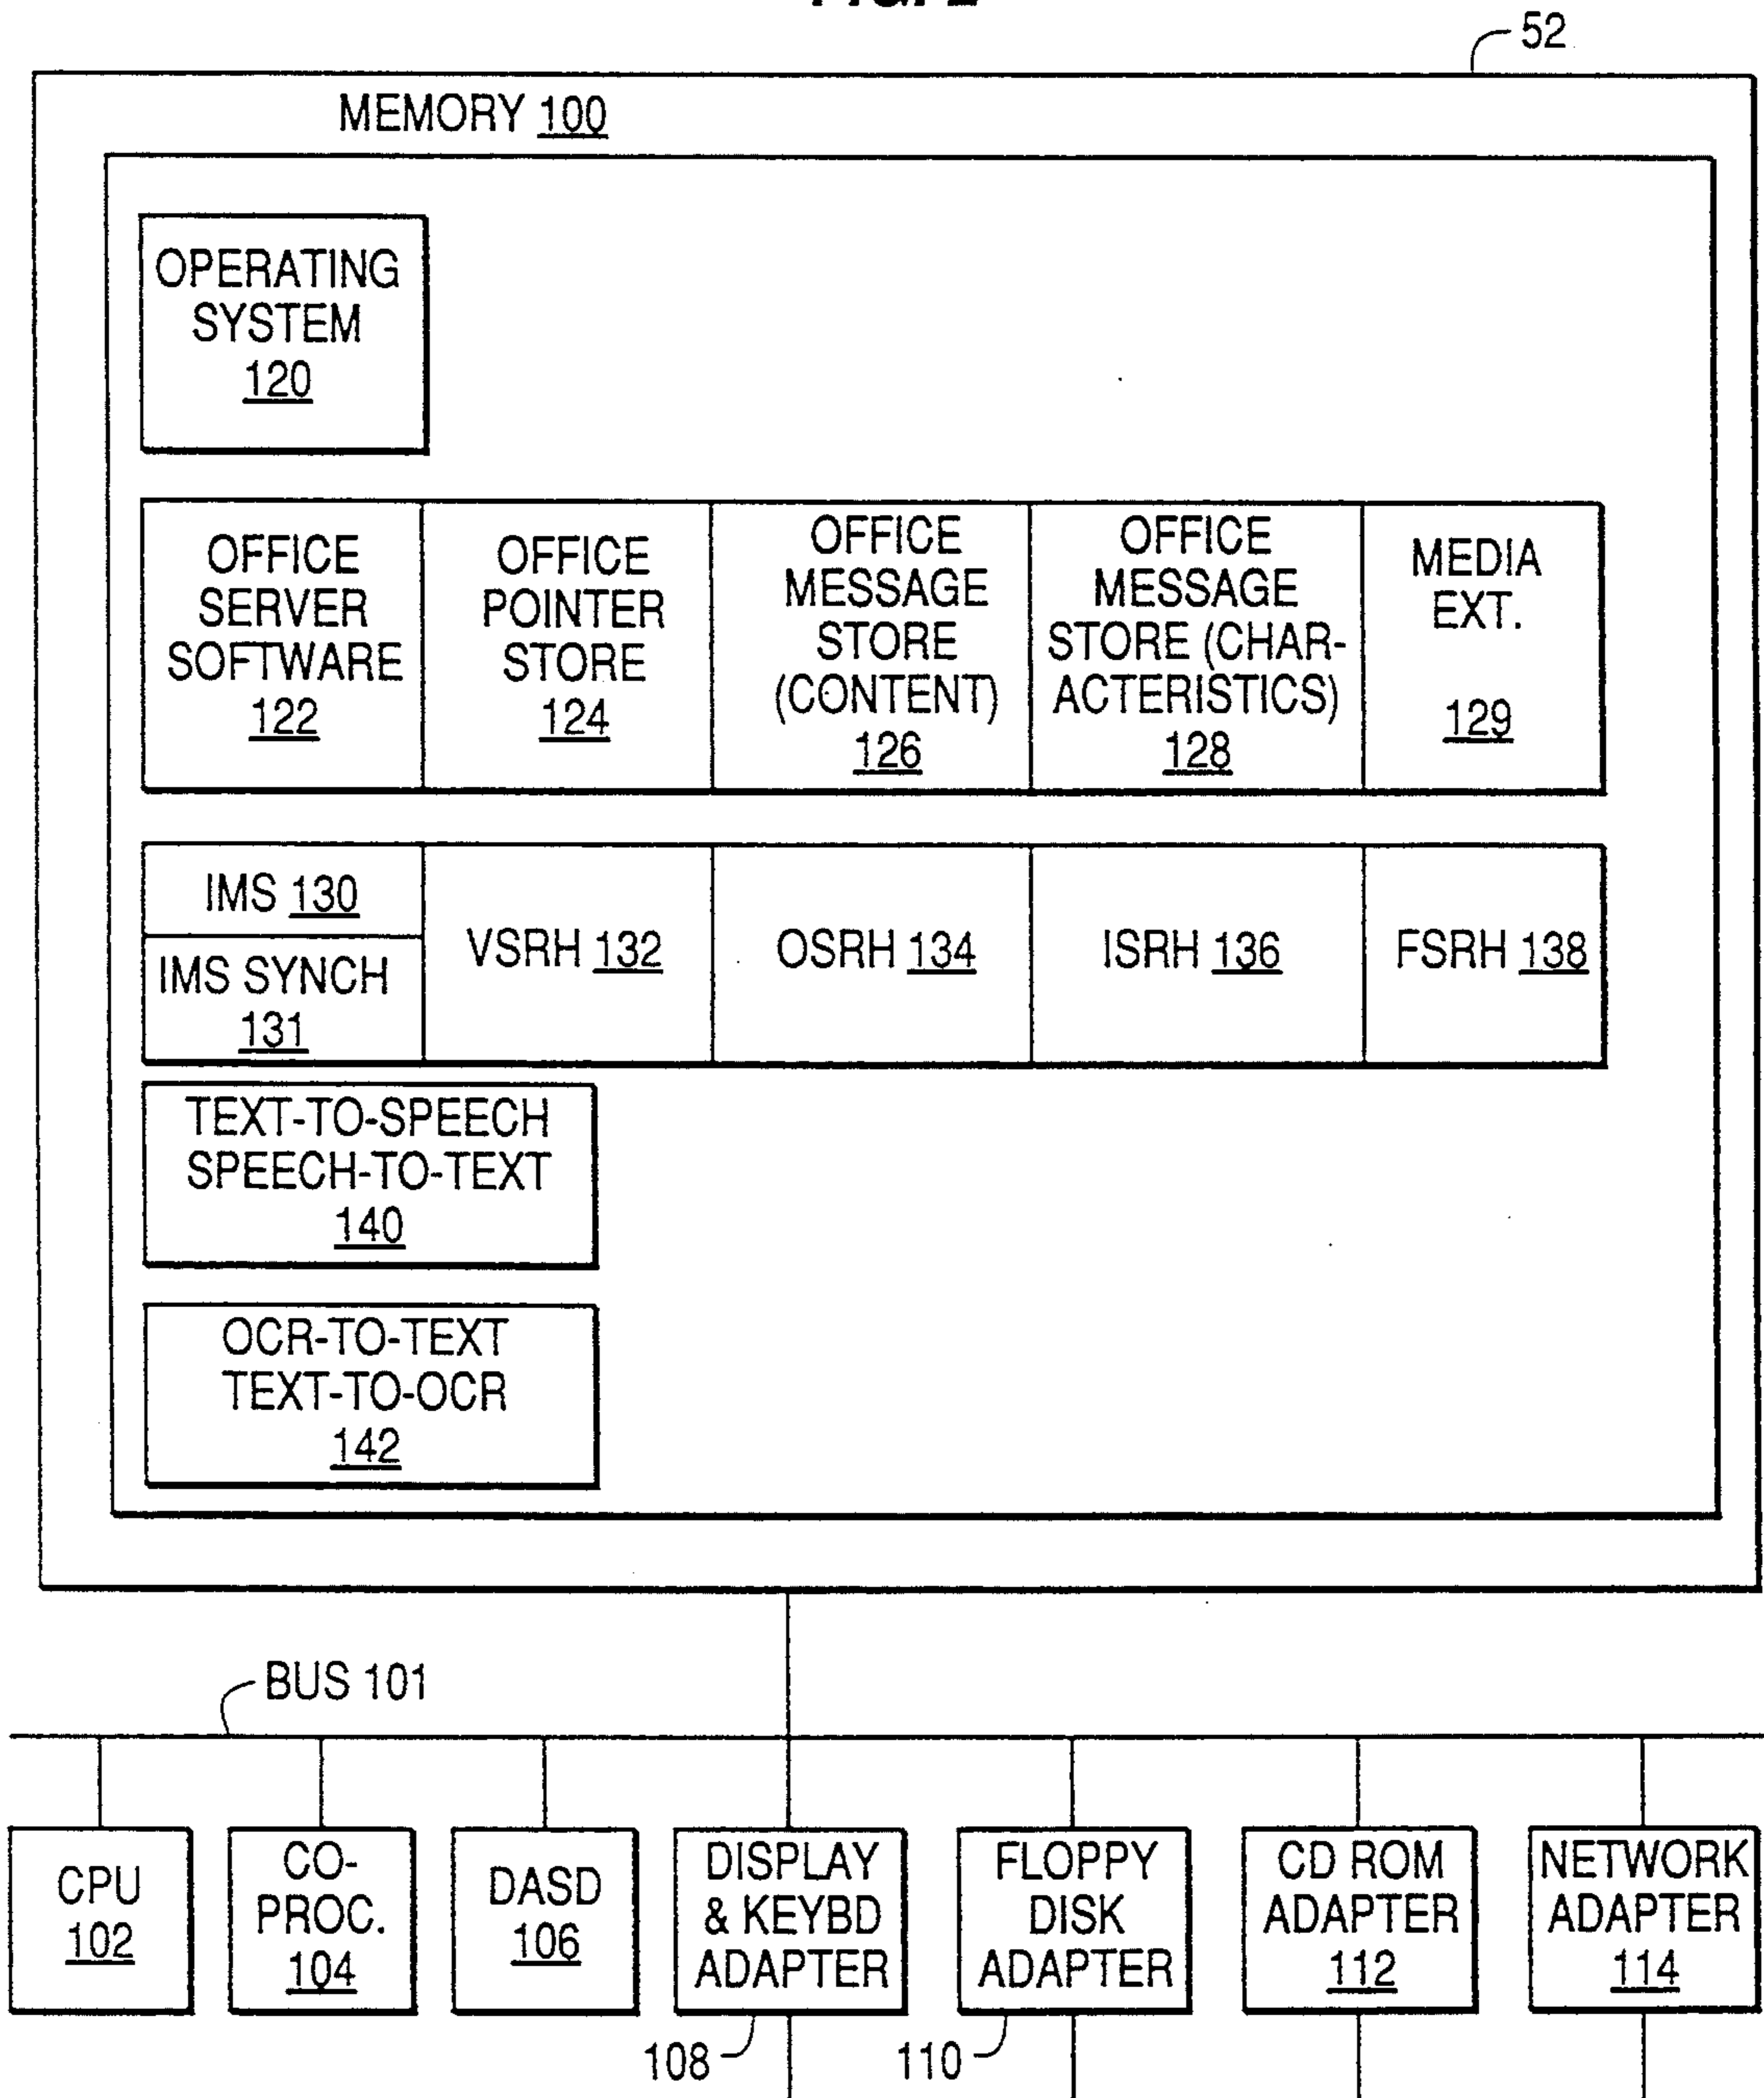 52
MEMORY 100
OPERATING
SYSTEM
120
OFFICE
SERVER
SOFTWARE
122
OFFICE
POINTER
STORE
124
OFFICE
MESSAGE
STORE
(CONTENT)
126
OFFICE
MESSAGE
STORE (CHAR-
ACTERISTICS)
128
MEDIA
EXT.
129
IMS 130
IMS SYNCH
131
VSRH 132
OSRH 134
ISRH 136
FSRH 138
TEXT-TO-SPEECH
SPEECH-TO-TEXT
140
OCR-TO-TEXT
TEXT-TO-OCR
142
BUS 101
CPU
102
CO-
PROC.
104
DASD
106
DISPLAY
& KEYBD
ADAPTER
108
FLOPPY
DISK
ADAPTER
110
CD ROM
ADAPTER
112
NETWORK
ADAPTER
114